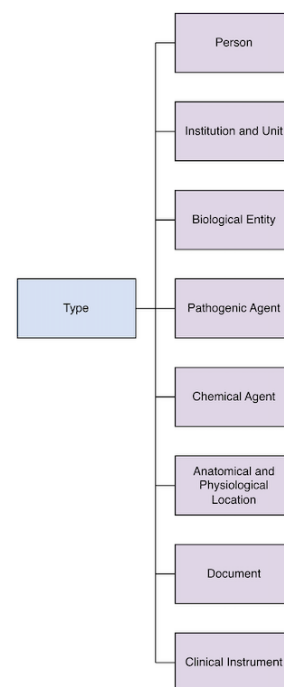 Person
Institution and Unit
Biological Entity
Type
Pathogenic Agent
Chemical Agent
Anatomical and
Physiological
Location
Document
Clinical Instrument